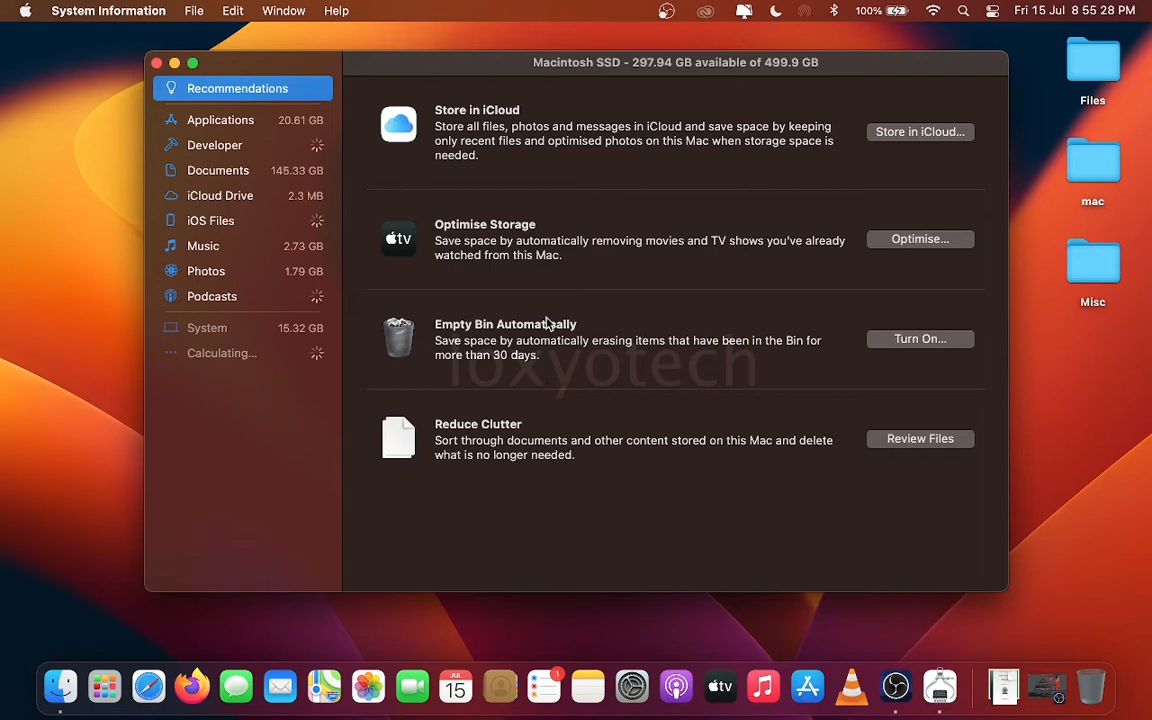 System Information File Edit Window Help
100% Fri 15 Jul 8 55 28 PM
Macintosh SSD - 297.94 GB available of 499.9 GB
Recommendations
Applications 20.61 GB
Developer
Documents 145.33 GB
iCloud Drive 2.3 MB
iOS Files
Music 2.73 GB
Photos 1.79 GB
Podcasts
System 15.32 GB
Calculating...
Store in iCloud
Store all files, photos and messages in iCloud and save space by keeping
only recent files and optimised photos on this Mac when storage space is
needed.
Store in iCloud...
tv
Optimise Storage
Save space by automatically removing movies and TV shows you've already
watched from this Mac.
Optimise...
Empty Bin Automatically
Save space by automatically erasing items that have been in the Bin for
more than 30 days.
Turn On...
foxyotech
Reduce Clutter
Sort through documents and other content stored on this Mac and delete
what is no longer needed.
Review Files
Files
mac
Misc
JUL
15
1
tv